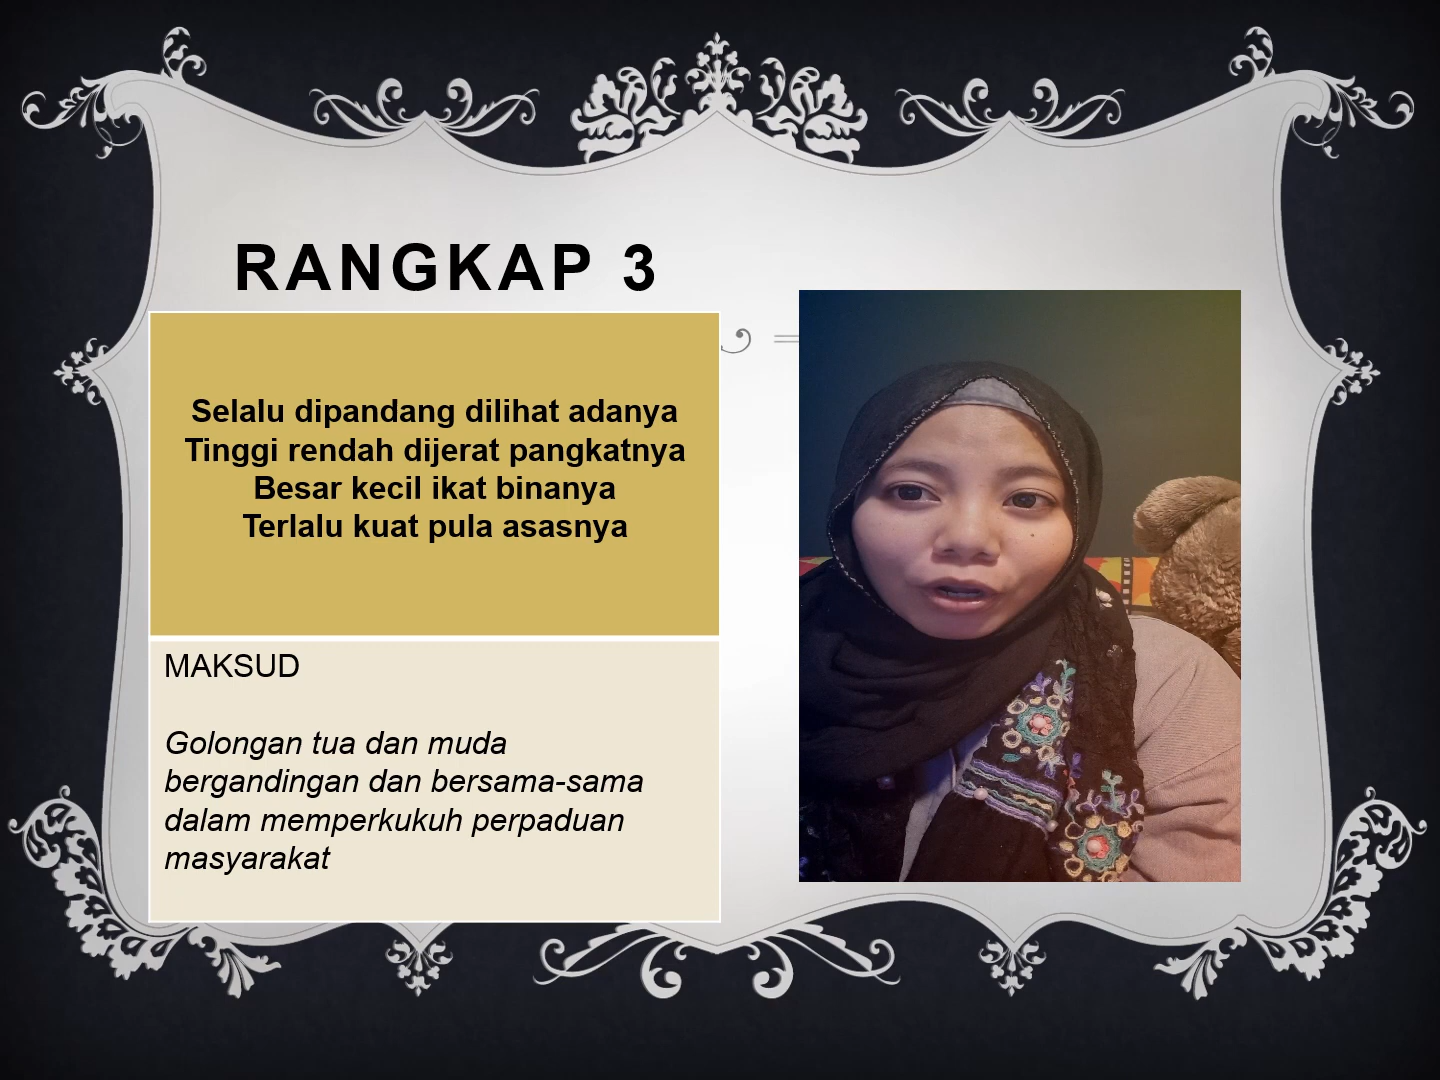 RANGKAP 3
Selalu dipandang dilihat adanya
Tinggi rendah dijerat pangkatnya
Besar kecil ikat binanya
Terlalu kuat pula asasnya
MAKSUD
Golongan tua dan muda
bergandingan dan bersama-sama
dalam memperkukuh perpaduan
masyarakat